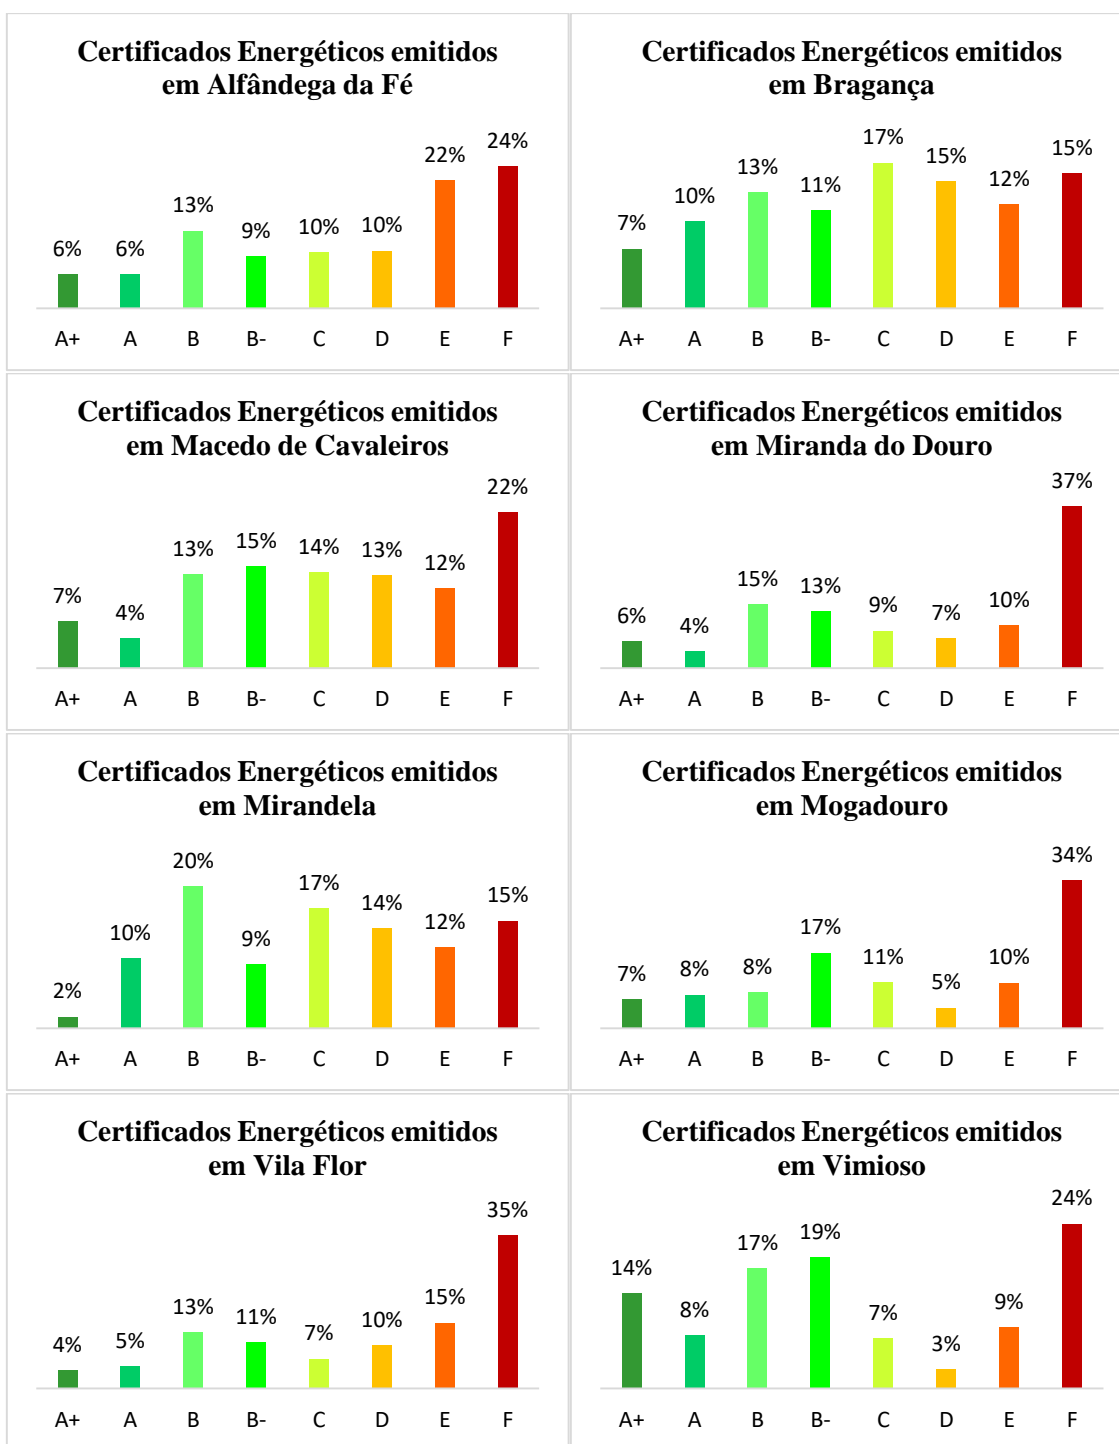 Certificados Energéticos emitidos
em Alfândega da Fé
6% 6% 13% 9% 10% 10% 22% 24%
A+ A B B- C D E F
Certificados Energéticos emitidos
em Bragança
7% 10% 13% 11% 17% 15% 12% 15%
A+ A B B- C D E F
Certificados Energéticos emitidos
em Macedo de Cavaleiros
7% 4% 13% 15% 14% 13% 12% 22%
A+ A B B- C D E F
Certificados Energéticos emitidos
em Miranda do Douro
6% 4% 15% 13% 9% 7% 10% 37%
A+ A B B- C D E F
Certificados Energéticos emitidos
em Mirandela
2% 10% 20% 9% 17% 14% 12% 15%
A+ A B B- C D E F
Certificados Energéticos emitidos
em Mogadouro
7% 8% 8% 17% 11% 5% 10% 34%
A+ A B B- C D E F
Certificados Energéticos emitidos
em Vila Flor
4% 5% 13% 11% 7% 10% 15% 35%
A+ A B B- C D E F
Certificados Energéticos emitidos
em Vimioso
14% 8% 17% 19% 7% 3% 9% 24%
A+ A B B- C D E F